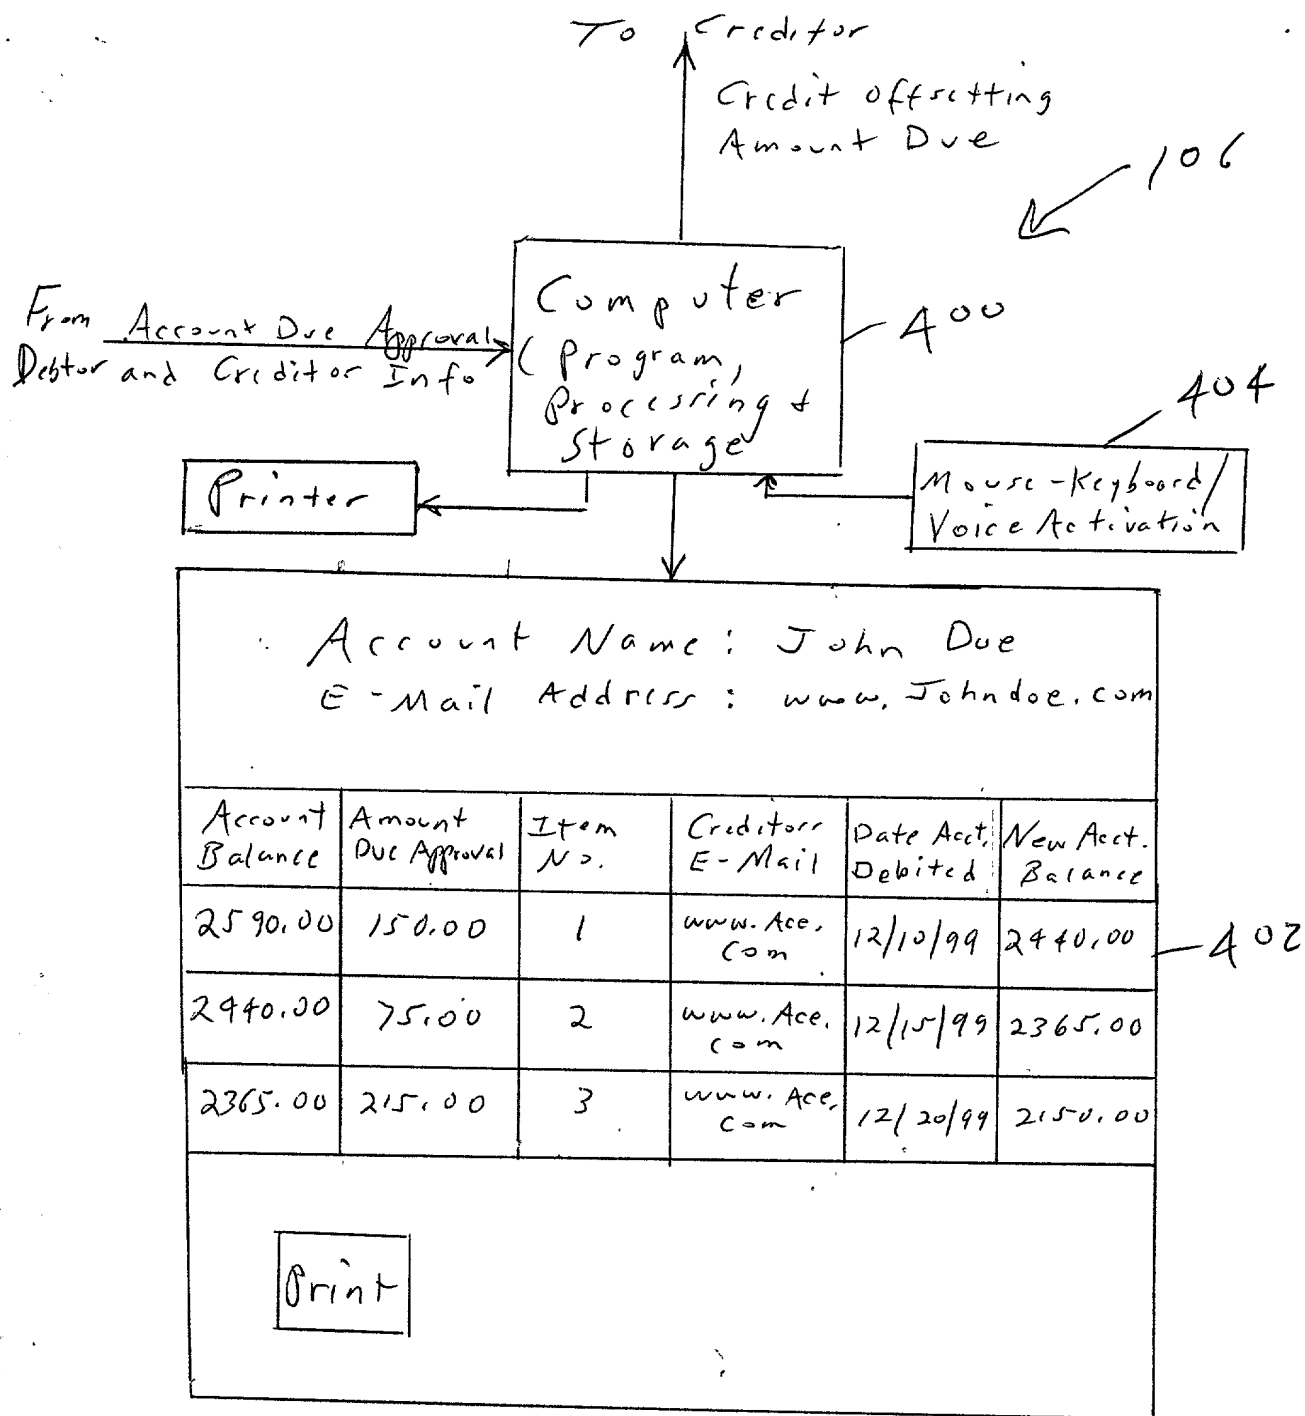 To Creditor
Credit Offsetting
Amount Due
106
From Account Due Approval
Debtor and Creditor Info
Computer
(Program,
Processing &
Storage
400
404
Printer
Mouse-Keyboard/
Voice Activation
Account Name: John Doe
E-Mail Address: www.Johndoe.com
Account
Balance
Amount
Due Approval
Item
No.
Creditors
E-Mail
Date Acct.
Debited
New Acct.
Balance
2590.00
150.00
1
www.Ace.
Com
12/10/99
2440.00
402
2440.00
75.00
2
www.Ace.
com
12/15/99
2365.00
2365.00
215.00
3
www.Ace.
Com
12/20/99
2150.00
Print